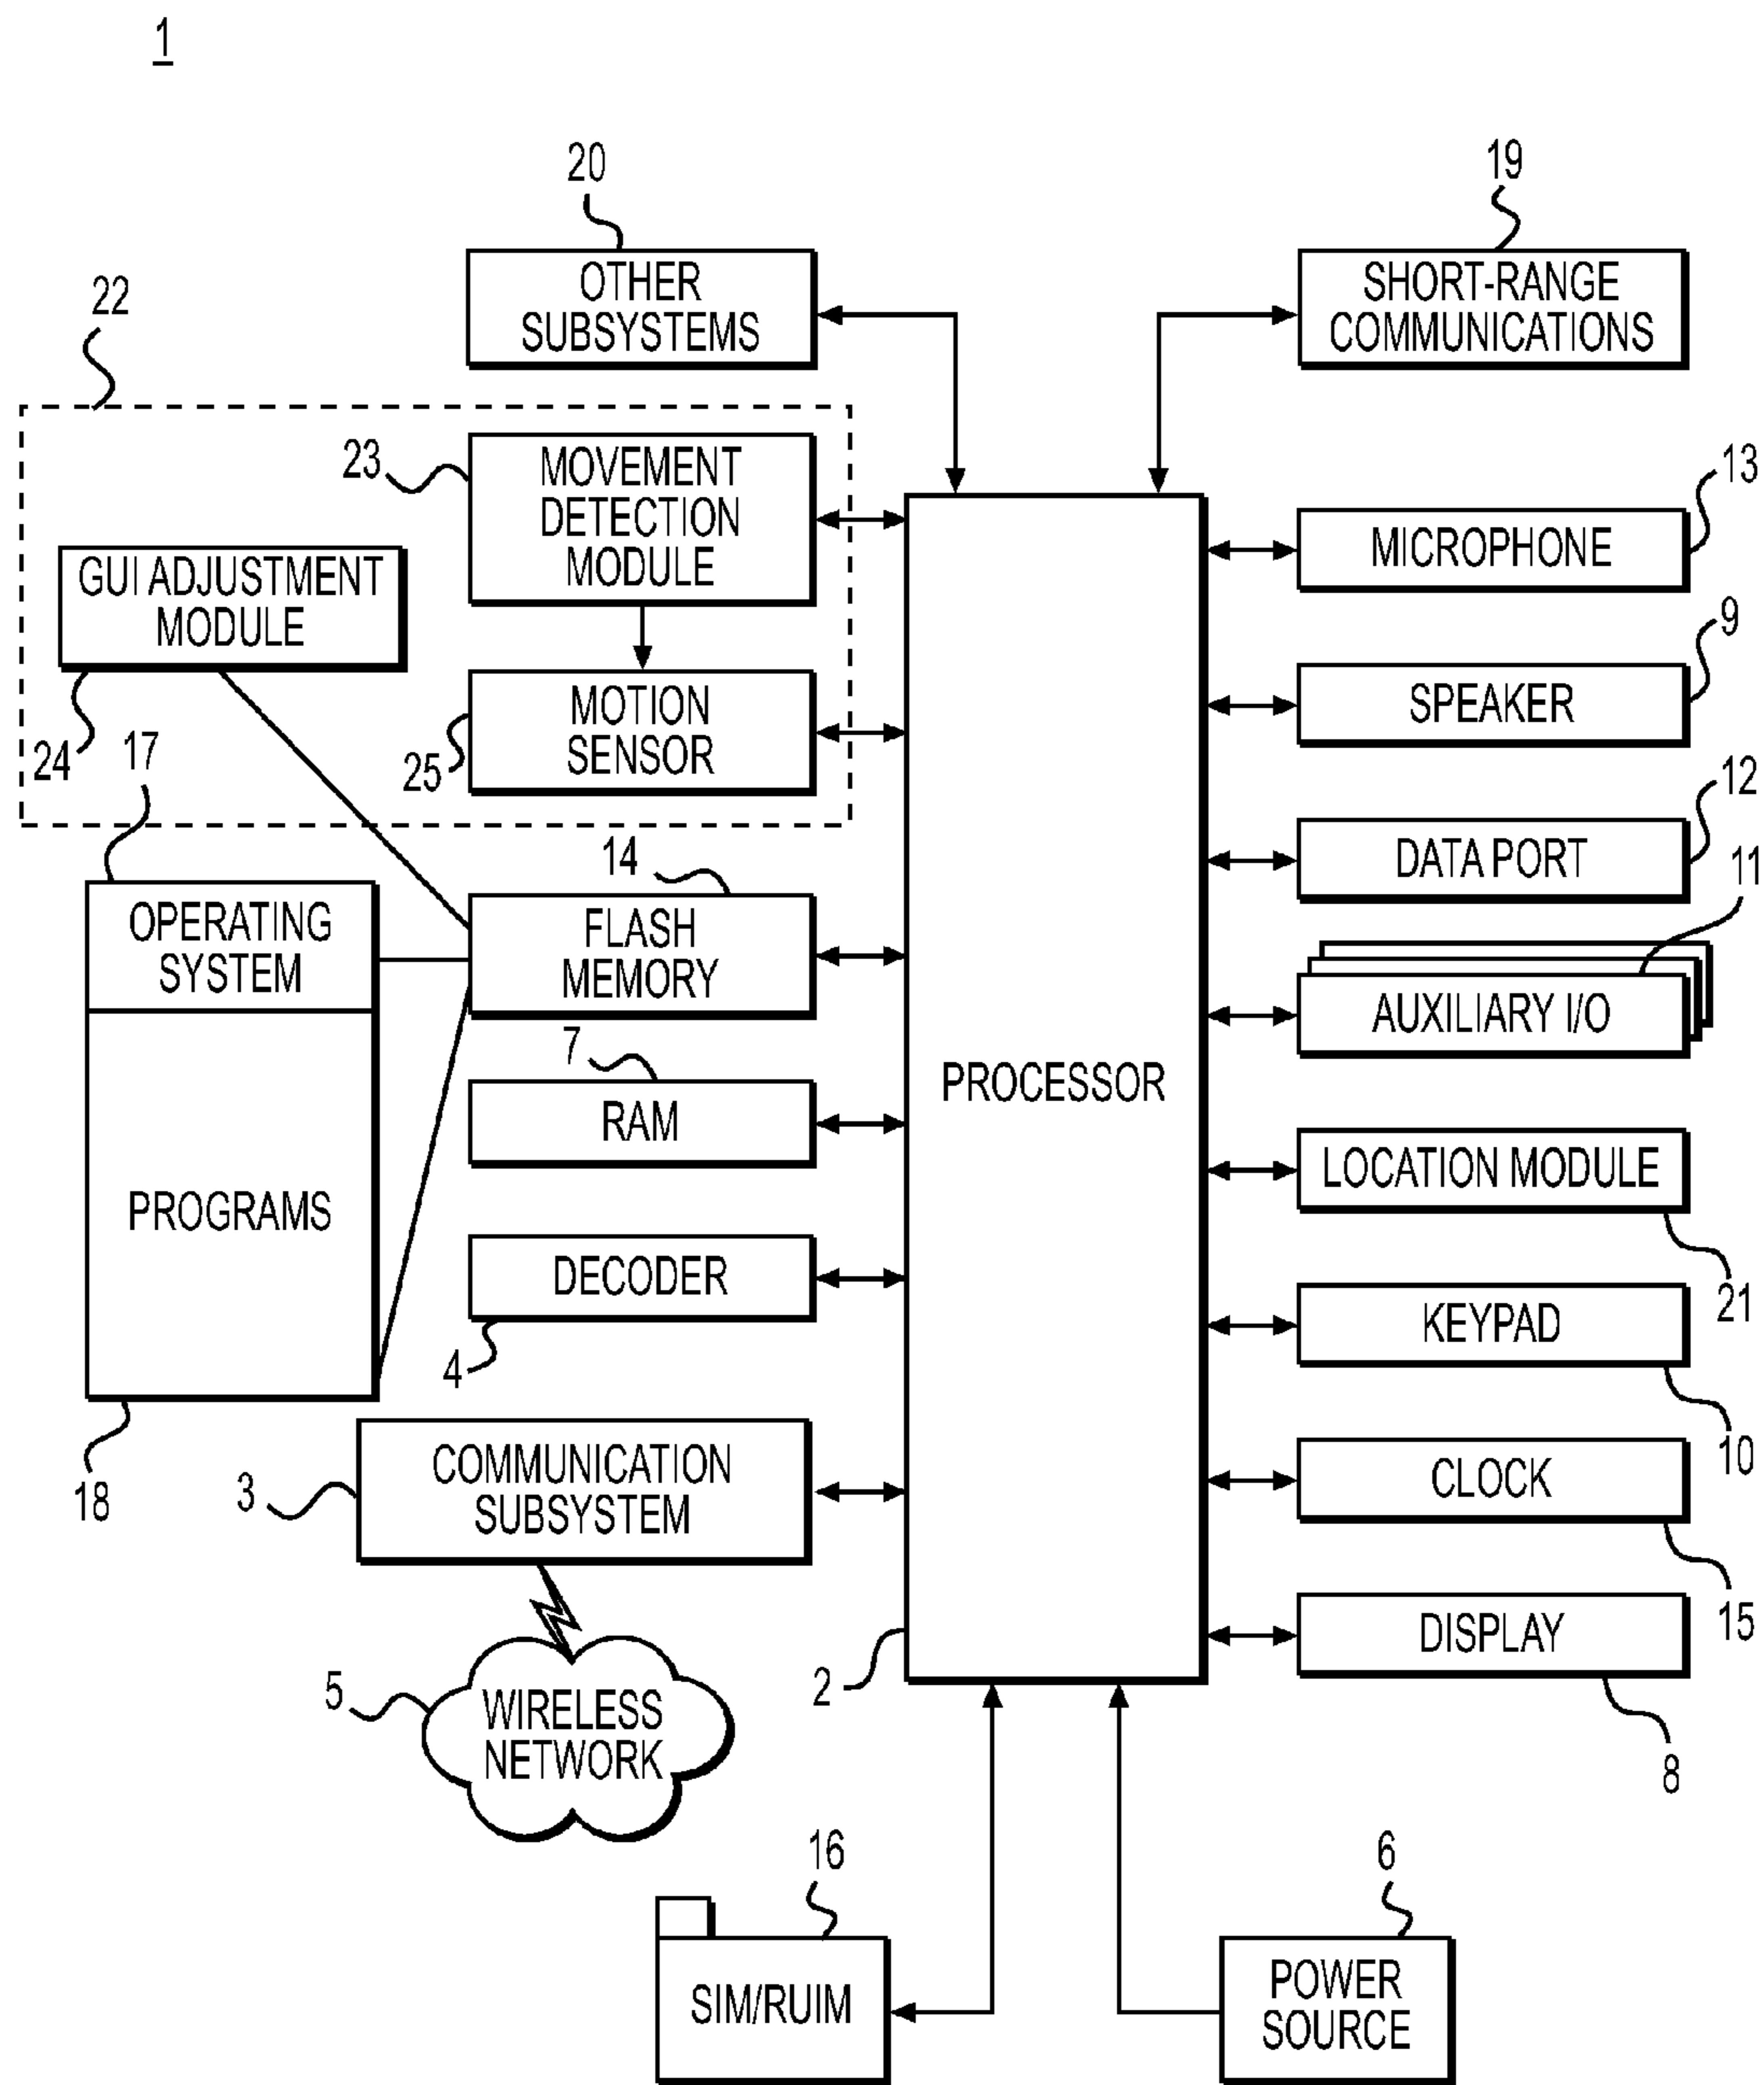 1
20
19
OTHER
SUBSYSTEMS
SHORT-RANGE
COMMUNICATIONS
22
23
MOVEMENT
DETECTION
MODULE
13
MICROPHONE
GUI ADJUSTMENT
MODULE
9
SPEAKER
24
17
25
MOTION
SENSOR
12
DATA PORT
14
11
OPERATING
SYSTEM
FLASH
MEMORY
AUXILIARY I/O
7
RAM
PROCESSOR
LOCATION MODULE
21
PROGRAMS
DECODER
4
KEYPAD
10
18
3
COMMUNICATION
SUBSYSTEM
CLOCK
15
5
WIRELESS
NETWORK
2
DISPLAY
8
16
6
SIM/RUIM
POWER
SOURCE